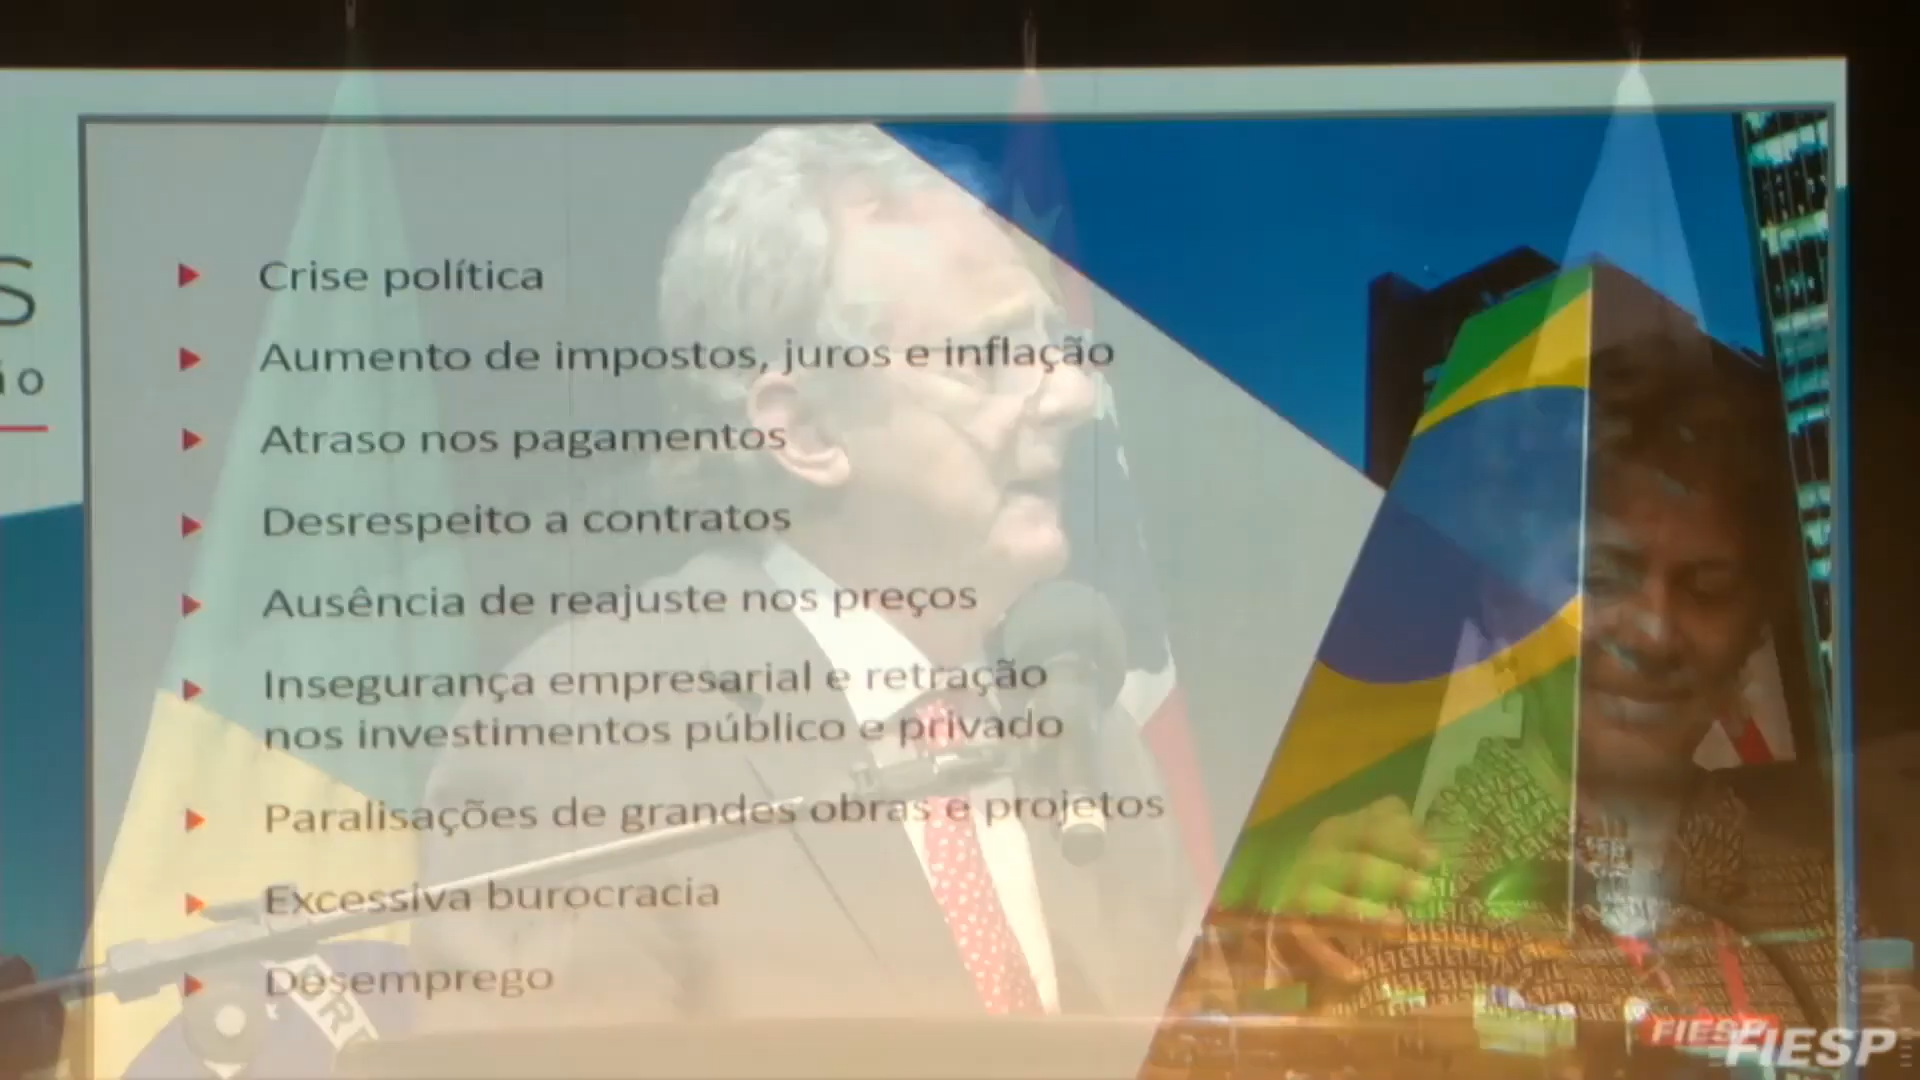 Crise política
Aumento de impostos, juros e inflação
Atraso nos pagamentos
Desrespeito a contratos
Ausência de reajuste nos preços
Insegurança empresarial e retração
nos investimentos público e privado
Paralisações de grandes obras e projetos
Excessiva burocracia
Desemprego
FIESP
FIESP